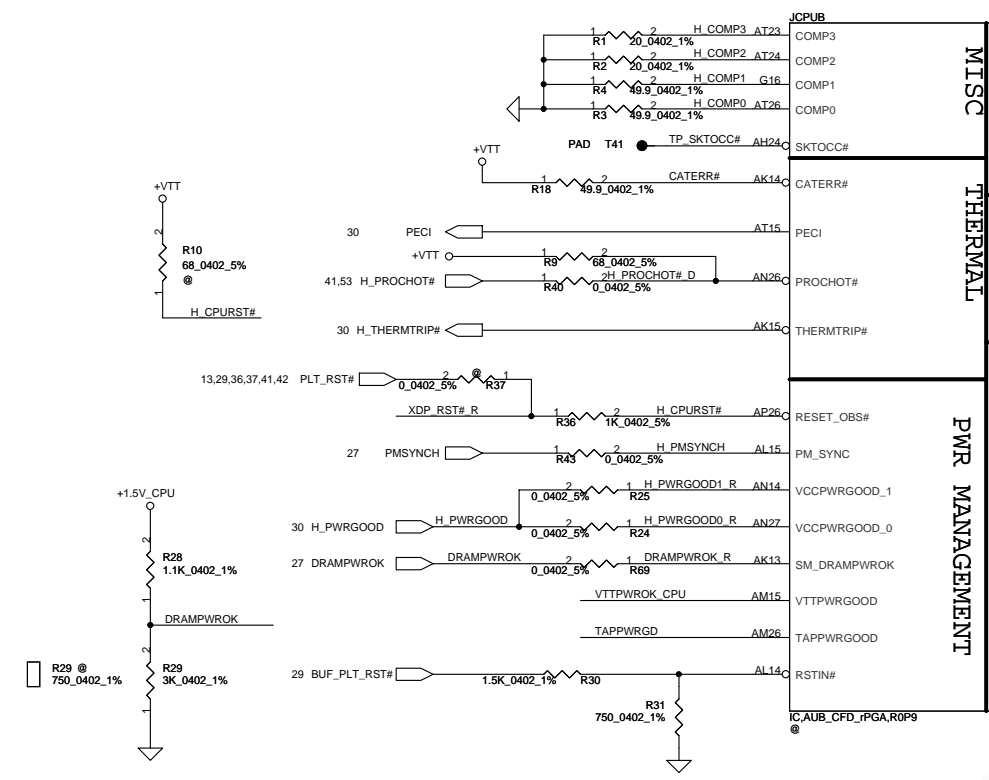 JCPUB
MISC
1 2 H_COMP3 AT23 COMP3
R1 20_0402_1%
1 2 H_COMP2 AT24 COMP2
R2 20_0402_1%
1 2 H_COMP1 G16 COMP1
R4 49.9_0402_1%
1 2 H_COMP0 AT26 COMP0
R3 49.9_0402_1%
PAD T41 TP_SKTOCC# AH24 SKTOCC#
THERMAL
+VTT
1 2 CATERR# AK14 CATERR#
R18 49.9_0402_1%
30 PECI AT15 PECI
+VTT 1 2
R9 68_0402_5%
41,53 H_PROCHOT# 1 2 H_PROCHOT#_D AN26 PROCHOT#
R40 0_0402_5%
30 H_THERMTRIP# AK15 THERMTRIP#
+VTT
2
R10
68_0402_5%
@
1
H_CPURST#
PWR MANAGEMENT
13,29,36,37,41,42 PLT_RST# 2 @ 1
0_0402_5% R37
XDP_RST#_R 1 2 H_CPURST# AP26 RESET_OBS#
R36 1K_0402_5%
27 PMSYNCH 1 2 H_PMSYNCH AL15 PM_SYNC
R43 0_0402_5%
2 1 H_PWRGOOD1_R AN14 VCCPWRGOOD_1
0_0402_5% R25
30 H_PWRGOOD H_PWRGOOD 2 1 H_PWRGOOD0_R AN27 VCCPWRGOOD_0
0_0402_5% R24
27 DRAMPWROK DRAMPWROK 2 1 DRAMPWROK_R AK13 SM_DRAMPWROK
0_0402_5% R69
VTTPWROK_CPU AM15 VTTPWRGOOD
TAPPWRGD AM26 TAPPWRGOOD
29 BUF_PLT_RST# 2 1 AL14 RSTIN#
1.5K_0402_1% R30
1
R31
750_0402_1%
2
+1.5V_CPU
2
R28
1.1K_0402_1%
1
DRAMPWROK
2
R29 @
750_0402_1%
R29
3K_0402_1%
1
IC,AUB_CFD_rPGA,R0P9
@